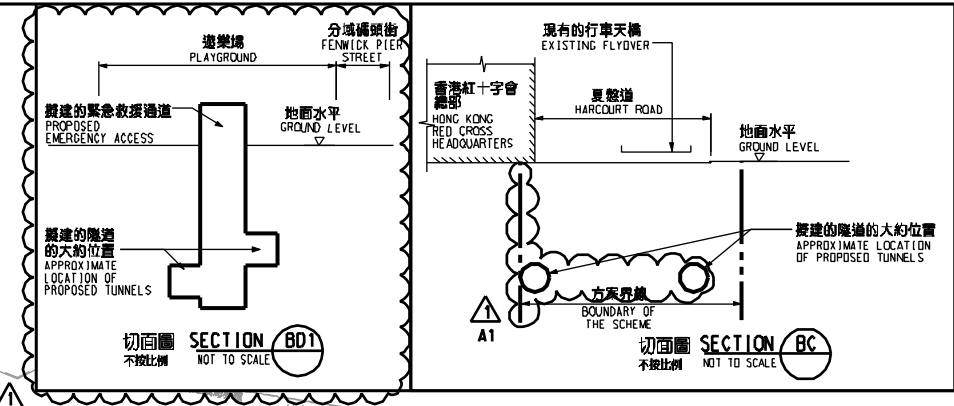 遊樂場
PLAYGROUND
分域碼頭街
FENWICK PIER
STREET
擬建的緊急救援通道
PROPOSED
EMERGENCY ACCESS
地面水平
GROUND LEVEL
擬建的隧道
的大約位置
APPROXIMATE
LOCATION OF
PROPOSED TUNNELS
切面圖 SECTION BD1
不按比例 NOT TO SCALE
1
現有的行車天橋
EXISTING FLYOVER
香港紅十字會
總部
HONG KONG
RED CROSS
HEADQUARTERS
夏慤道
HARCOURT ROAD
地面水平
GROUND LEVEL
擬建的隧道的大約位置
APPROXIMATE LOCATION
OF PROPOSED TUNNELS
方案界線
BOUNDARY OF
THE SCHEME
1
A1
切面圖 SECTION BC
不按比例 NOT TO SCALE